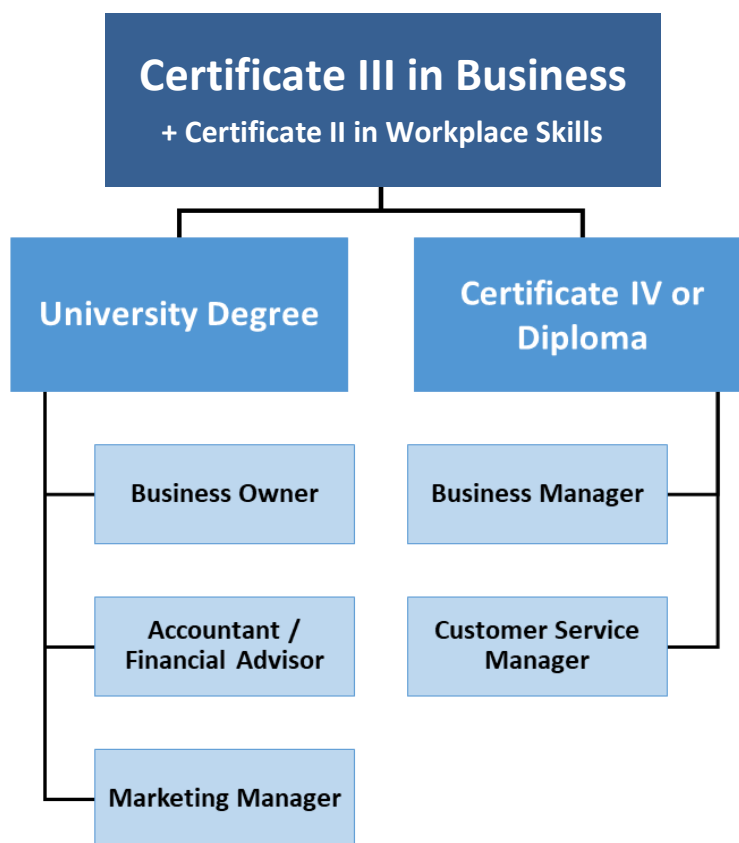 Certificate III in Business
+ Certificate II in Workplace Skills
University Degree
Certificate IV or
Diploma
Business Owner
Business Manager
Accountant /
Financial Advisor
Customer Service
Manager
Marketing Manager